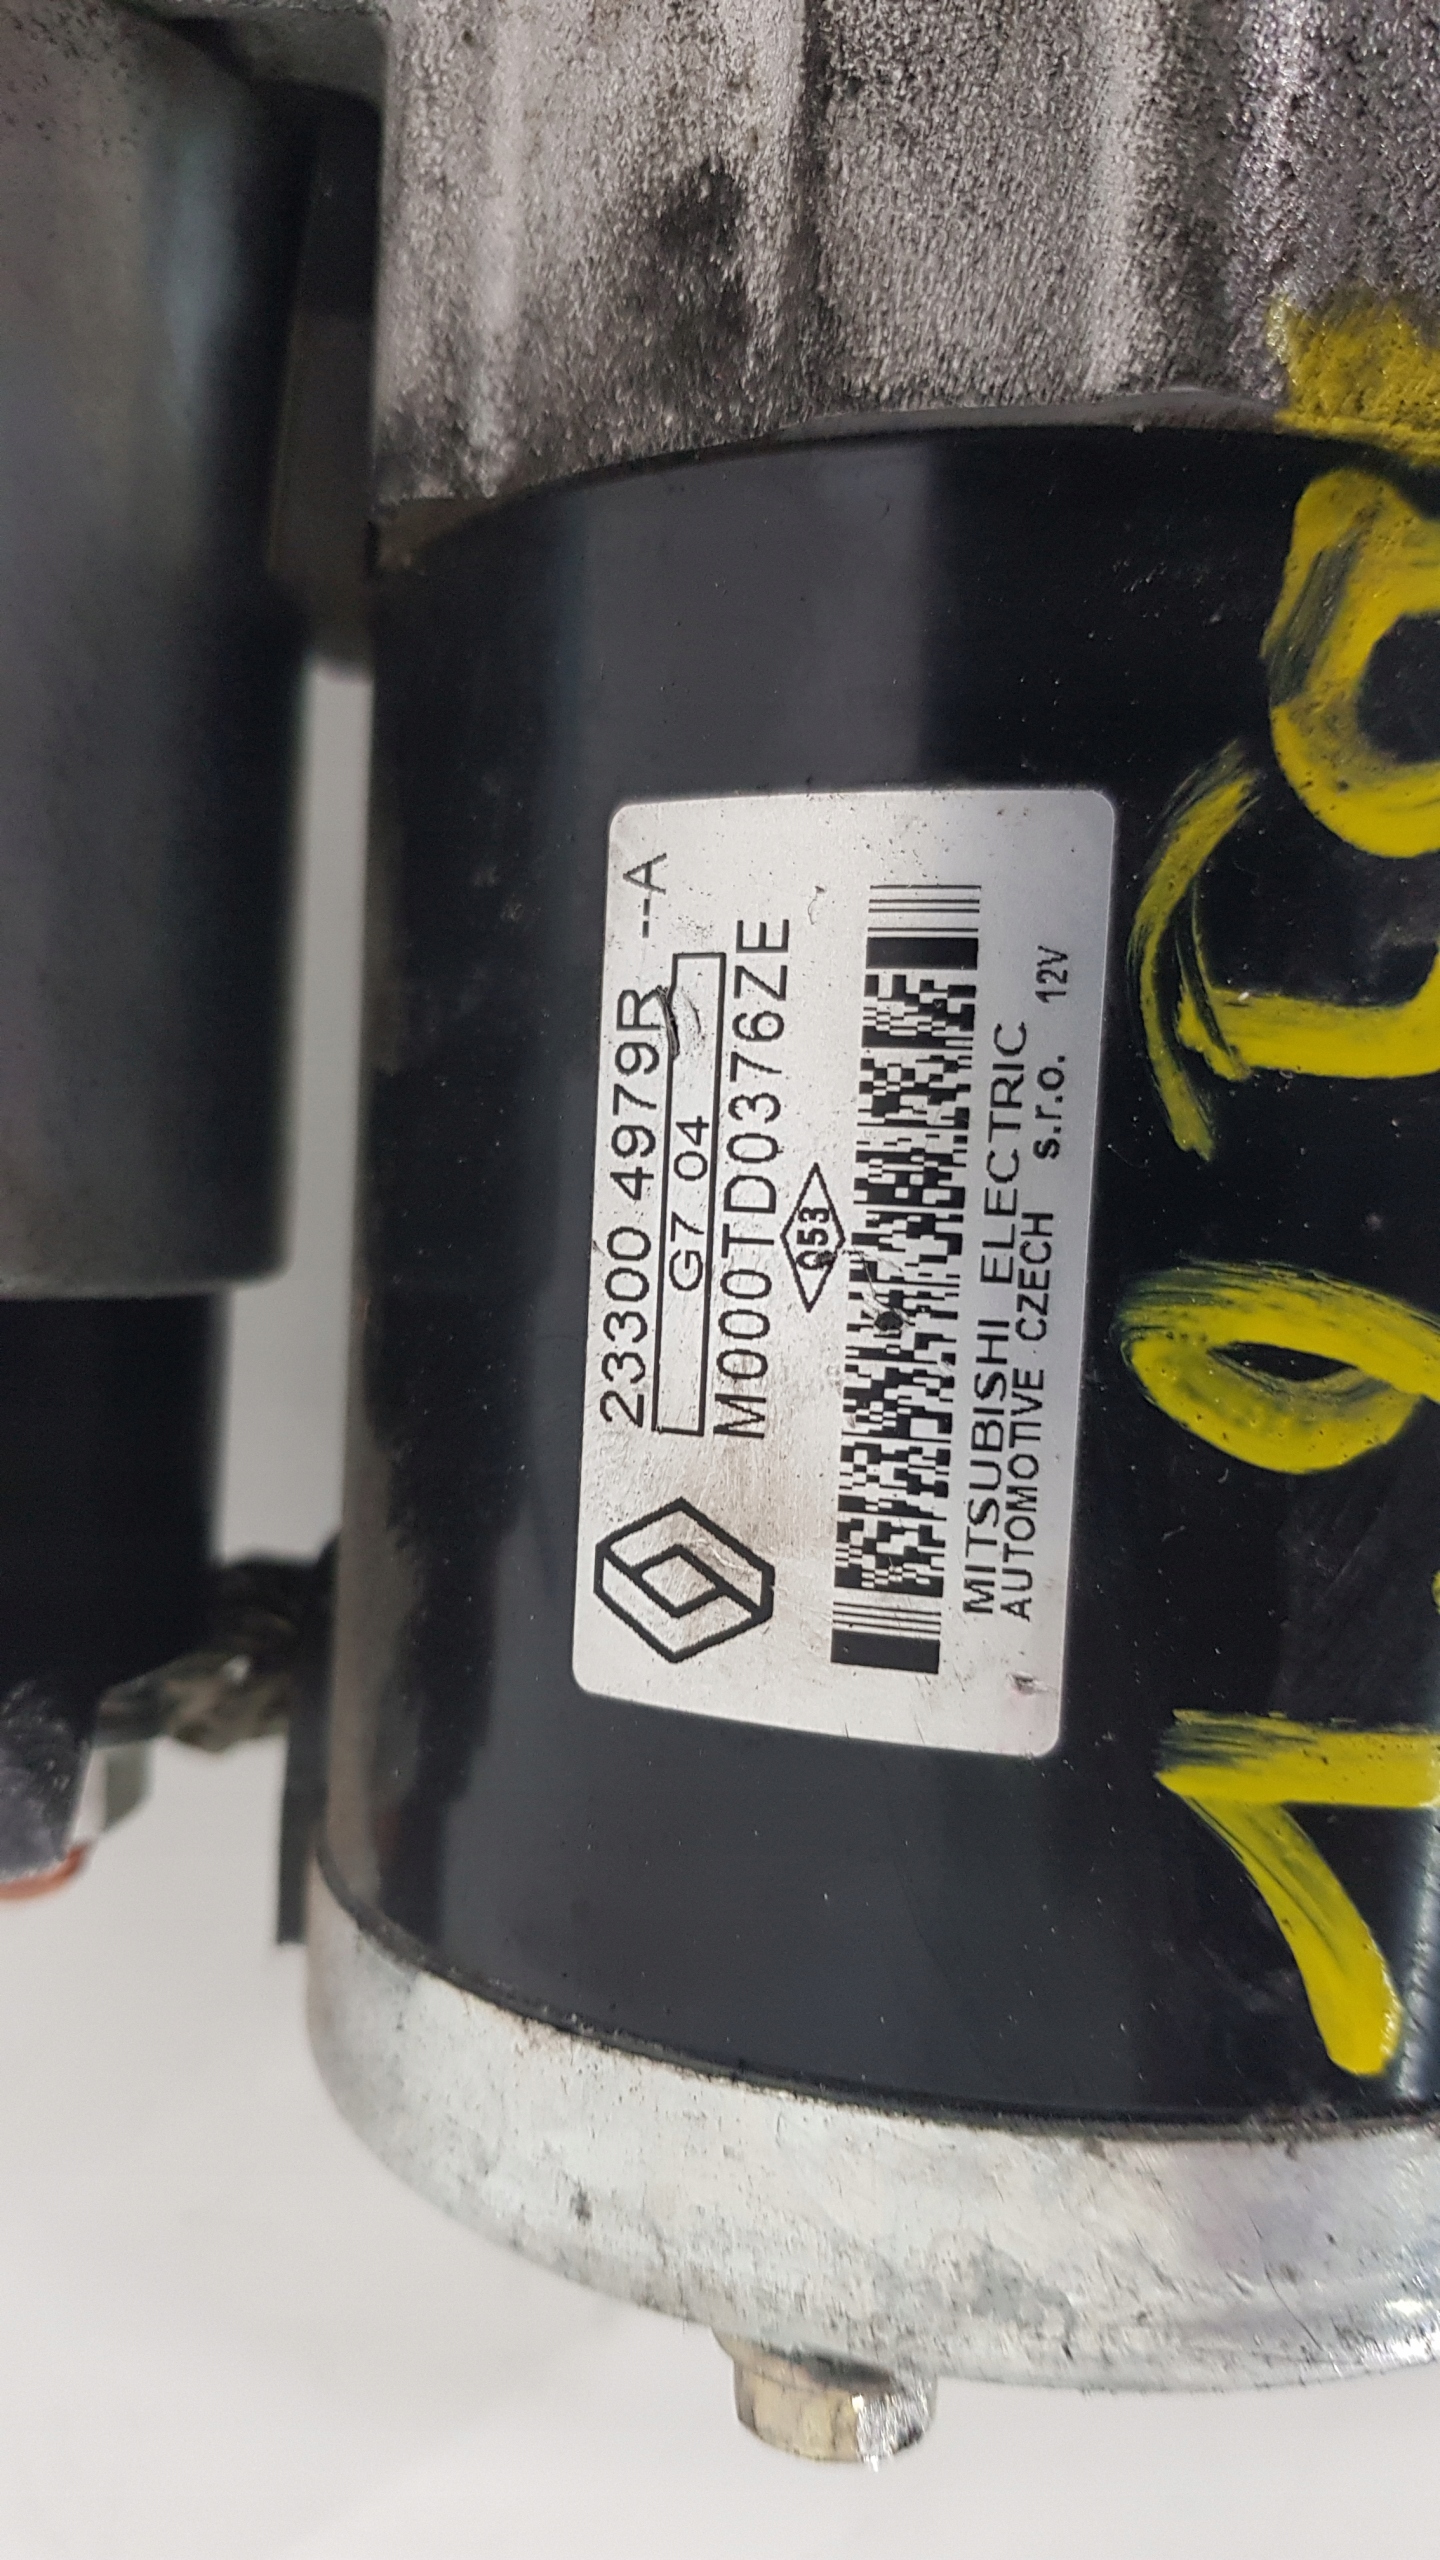 23300 4979R --A
G7 04
M000TD0376ZE
053
MITSUBISHI ELECTRIC
AUTOMOTIVE CZECH s.r.o. 12V